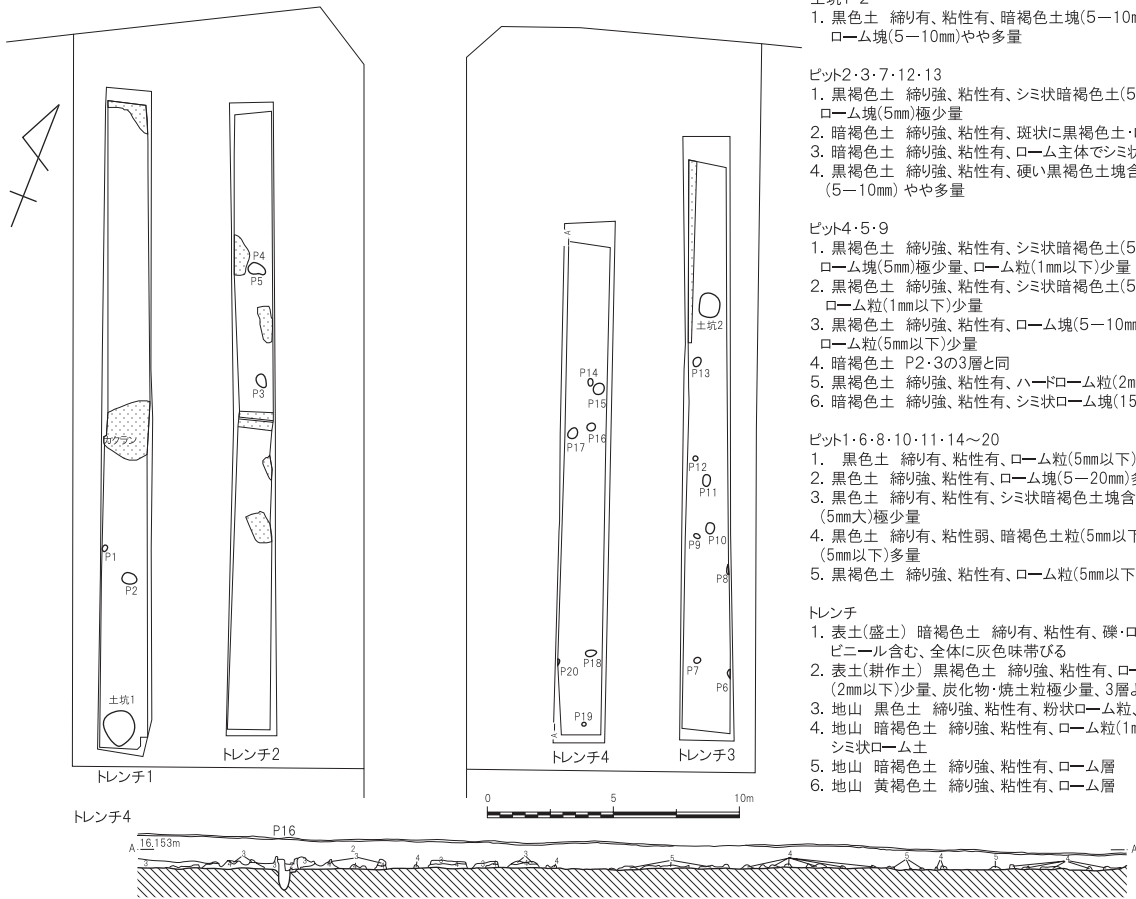 1. 黒色土 締り有、粘性有、暗褐色土塊(5－10㎜
ローム塊(5－10㎜)やや多量
ピット2・3・7・12・13
1. 黒褐色土 締り強、粘性有、シミ状暗褐色土(5
ローム塊(5㎜)極少量
2. 暗褐色土 締り強、粘性有、斑状に黒褐色土・
3. 暗褐色土 締り強、粘性有、ローム主体でシミ状
4. 黒褐色土 締り強、粘性有、硬い黒褐色土塊含
(5－10㎜) やや多量
ピット4・5・9
1. 黒褐色土 締り強、粘性有、シミ状暗褐色土(5
ローム塊(5㎜)極少量、ローム粒(1㎜以下)少量
2. 黒褐色土 締り強、粘性有、シミ状暗褐色土(5
ローム粒(1㎜以下)少量
3. 黒褐色土 締り強、粘性有、ローム塊(5－10㎜
ローム粒(5㎜以下)少量
4. 暗褐色土 P2・3の3層と同
5. 黒褐色土 締り強、粘性有、ハードローム粒(2㎜
6. 暗褐色土 締り強、粘性有、シミ状ローム塊(15
ピット1・6・8・10・11・14～20
1. 黒色土 締り有、粘性有、ローム粒(5㎜以下)
2. 黒色土 締り強、粘性有、ローム塊(5－20㎜)
3. 黒色土 締り有、粘性有、シミ状暗褐色土塊含
(5㎜大)極少量
4. 黒色土 締り有、粘性弱、暗褐色土粒(5㎜以下
(5㎜以下)多量
5. 黒褐色土 締り強、粘性有、ローム粒(5㎜以下
トレンチ
1. 表土(盛土) 暗褐色土 締り有、粘性有、礫・ロ
ビニール含む、全体に灰色味帯びる
2. 表土(耕作土) 黒褐色土 締り強、粘性有、ロー
(2㎜以下)少量、炭化物・焼土粒極少量、3層よ
3. 地山 黒色土 締り強、粘性有、粉状ローム粒、
4. 地山 暗褐色土 締り強、粘性有、ローム粒(1㎜
シミ状ローム土
5. 地山 暗褐色土 締り強、粘性有、ローム層
6. 地山 黄褐色土 締り強、粘性有、ローム層
カクラン
P1
P2
土坑1
トレンチ1
P4
P5
P3
トレンチ2
A
P14
P15
P16
P17
P18
P20
P19
A
トレンチ4
土坑2
P13
P12
P11
P10
P9
P8
P7
P6
トレンチ3
0 5 10m
トレンチ4
P16
A 16.153m
A
3 3 2 3 4 4 3 4 5 4 5 4 5 4